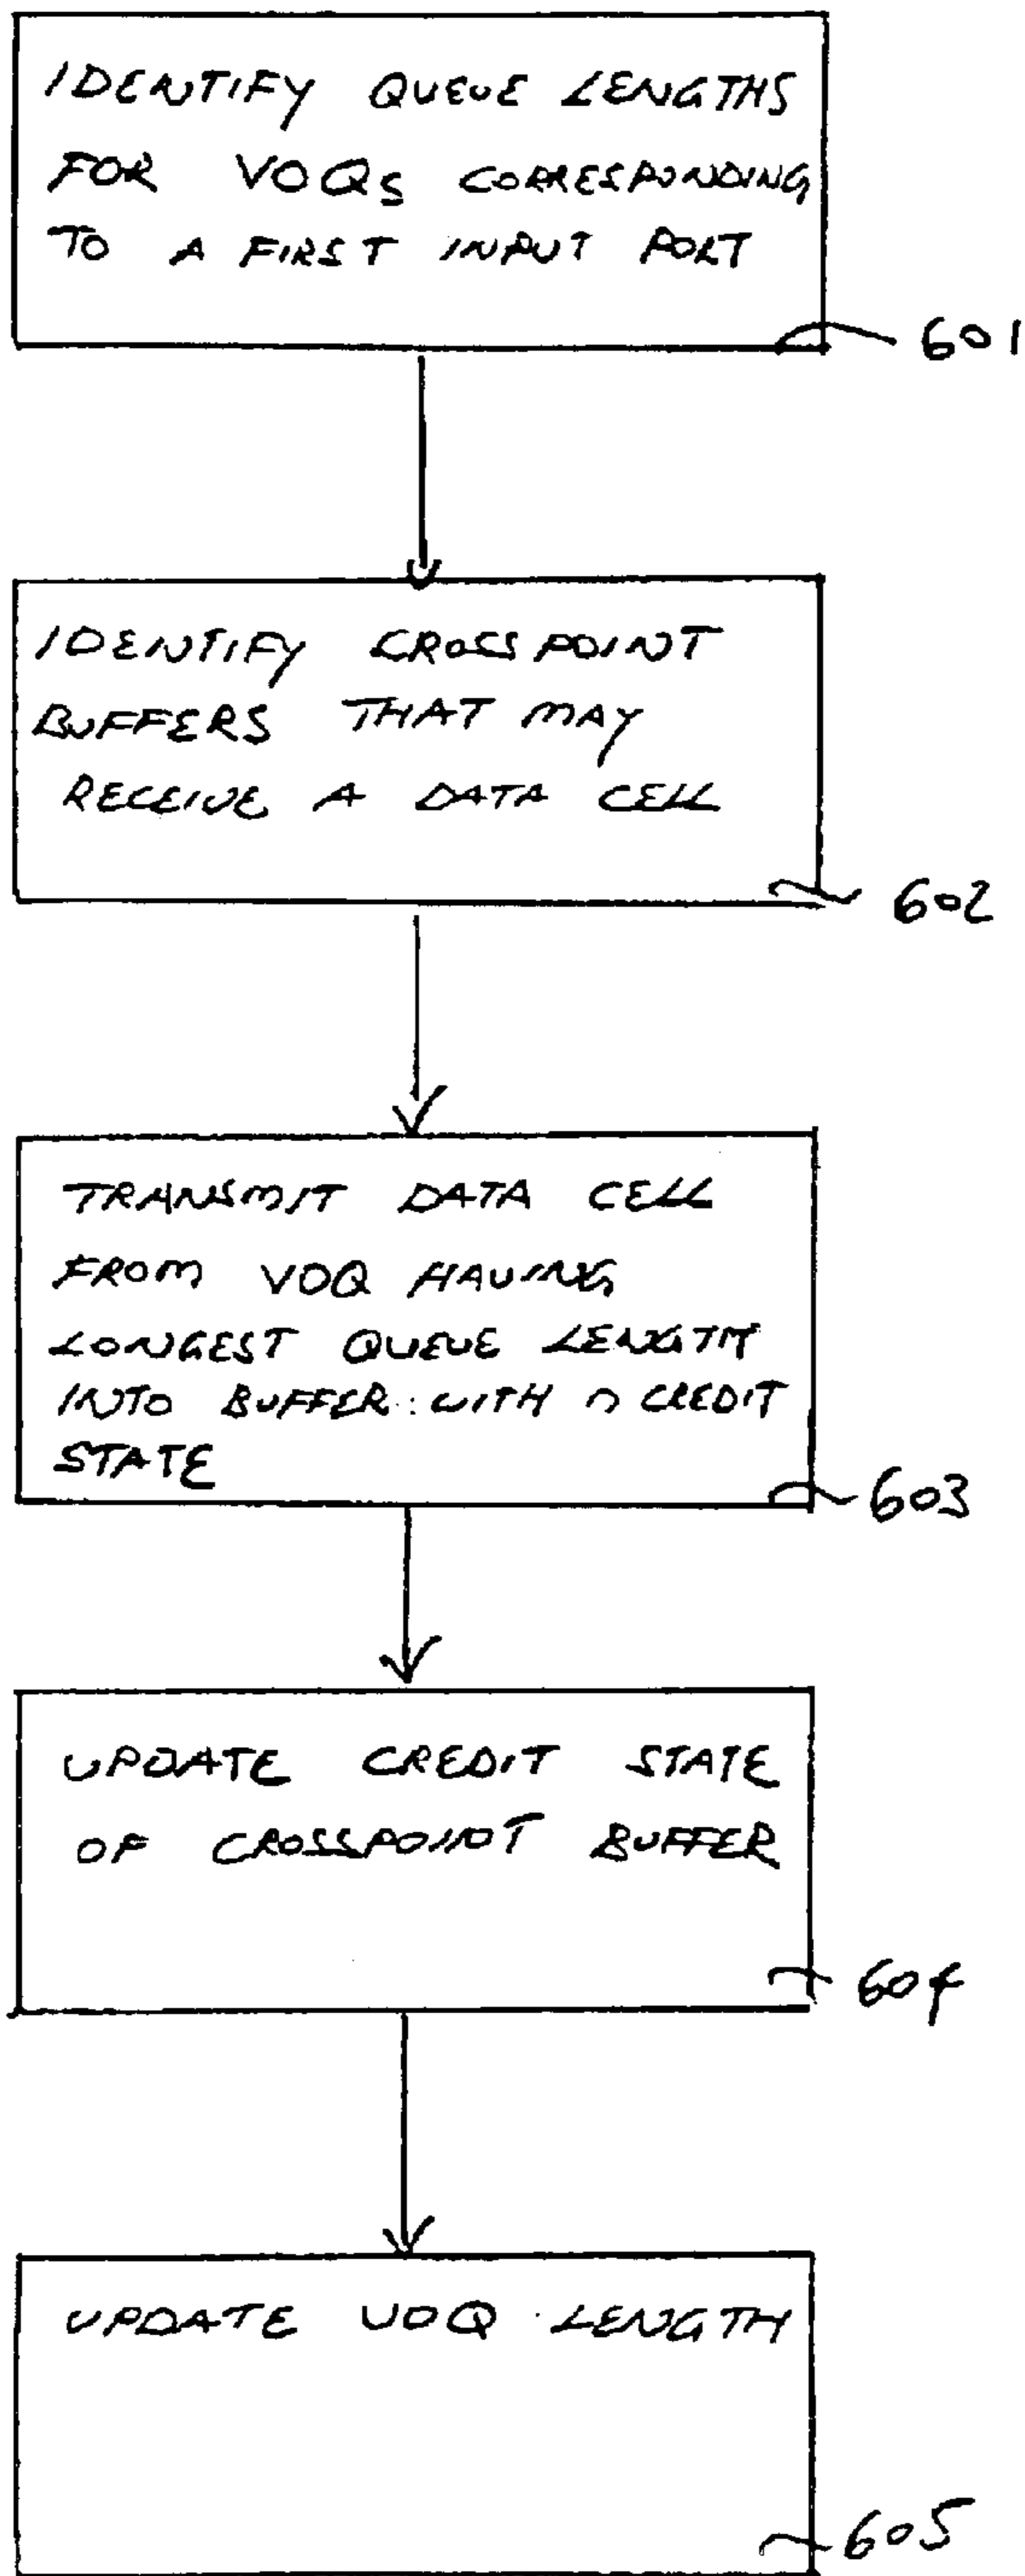 IDENTIFY QUEUE LENGTHS
FOR VOQs CORRESPONDING
TO A FIRST INPUT PORT
601
IDENTIFY CROSSPOINT
BUFFERS THAT MAY
RECEIVE A DATA CELL
602
TRANSMIT DATA CELL
FROM VOQ HAVING
LONGEST QUEUE LENGTH
INTO BUFFER WITH n CREDIT
STATE
603
UPDATE CREDIT STATE
OF CROSSPOINT BUFFER
604
UPDATE VOQ LENGTH
605